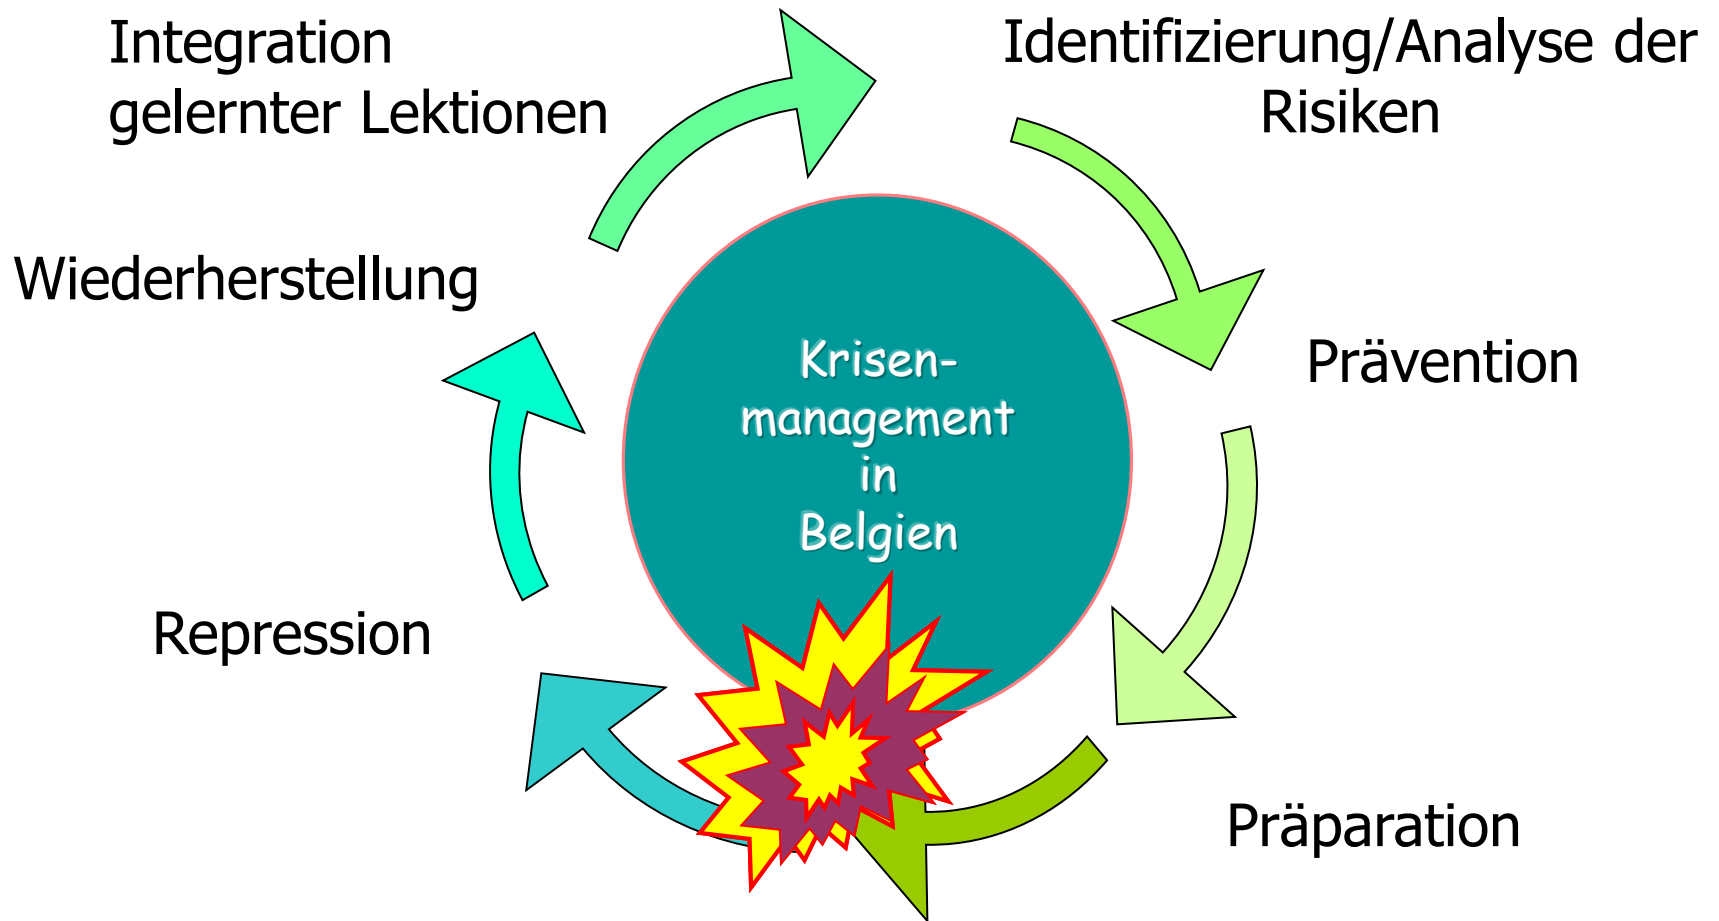 Integration
gelernter Lektionen
Identifizierung/Analyse der
Risiken
Wiederherstellung
Prävention
Krisen-
management
in
Belgien
Repression
Präparation